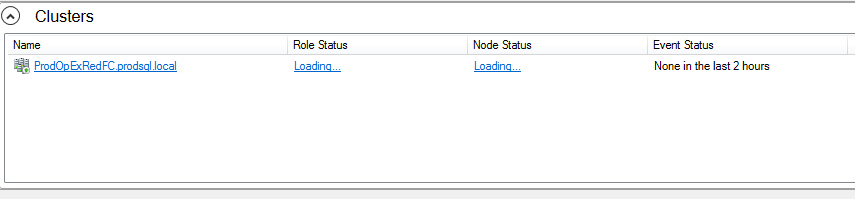 Clusters
Name Role Status Node Status Event Status
ProdOpExRedFC.prodsql.local Loading... Loading... None in the last 2 hours